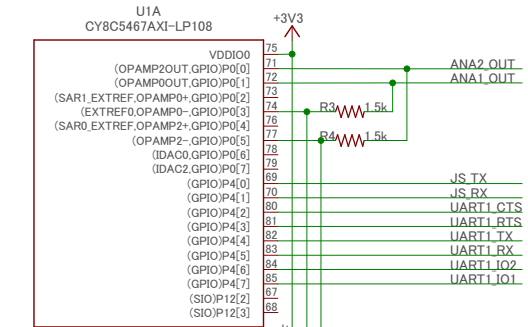 U1A
CY8C5467AXI-LP108
+3V3
VDDIO0 75
(OPAMP2OUT,GPIO)P0[0] 71 ANA2_OUT
(OPAMP0OUT,GPIO)P0[1] 72 ANA1_OUT
(SAR1_EXTREF,OPAMP0+,GPIO)P0[2] 73
(EXTREF0,OPAMP0-,GPIO)P0[3] 74 R3 1.5k
(SAR0_EXTREF,OPAMP2+,GPIO)P0[4] 76
(OPAMP2-,GPIO)P0[5] 77 R4 1.5k
(IDAC0,GPIO)P0[6] 78
(IDAC2,GPIO)P0[7] 79
(GPIO)P4[0] 69 JS_TX
(GPIO)P4[1] 70 JS_RX
(GPIO)P4[2] 80 UART1_CTS
(GPIO)P4[3] 81 UART1_RTS
(GPIO)P4[4] 82 UART1_TX
(GPIO)P4[5] 83 UART1_RX
(GPIO)P4[6] 84 UART1_IO2
(GPIO)P4[7] 85 UART1_IO1
(SIO)P12[2] 67
(SIO)P12[3] 68